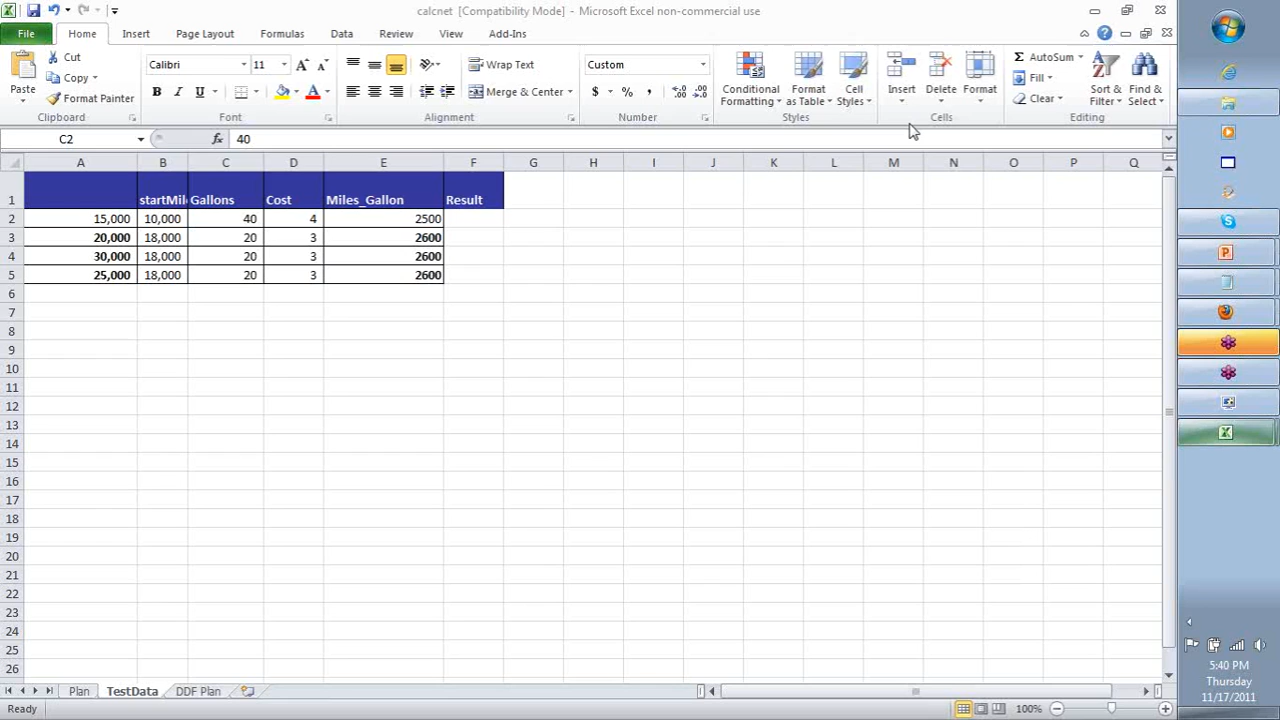 calcnet [Compatibility Mode] - Microsoft Excel non-commercial use
File Home Insert Page Layout Formulas Data Review View Add-Ins
Paste
Cut
Copy
Format Painter
Clipboard
Calibri 11
B I U
Font
Wrap Text
Merge & Center
Alignment
Custom
$ % ,
Number
Conditional Formatting
Format as Table
Cell Styles
Styles
Insert
Delete
Format
Cells
AutoSum
Fill
Clear
Sort & Filter
Find & Select
Editing
C2 fx 40
A B C D E F G H I J K L M N O P Q
1 startMil Gallons Cost Miles_Gallon Result
2 15,000 10,000 40 4 2500
3 20,000 18,000 20 3 2600
4 30,000 18,000 20 3 2600
5 25,000 18,000 20 3 2600
6
7
8
9
10
11
12
13
14
15
16
17
18
19
20
21
22
23
24
25
26
Plan TestData DDF Plan
Ready
100%
5:40 PM
Thursday
11/17/2011